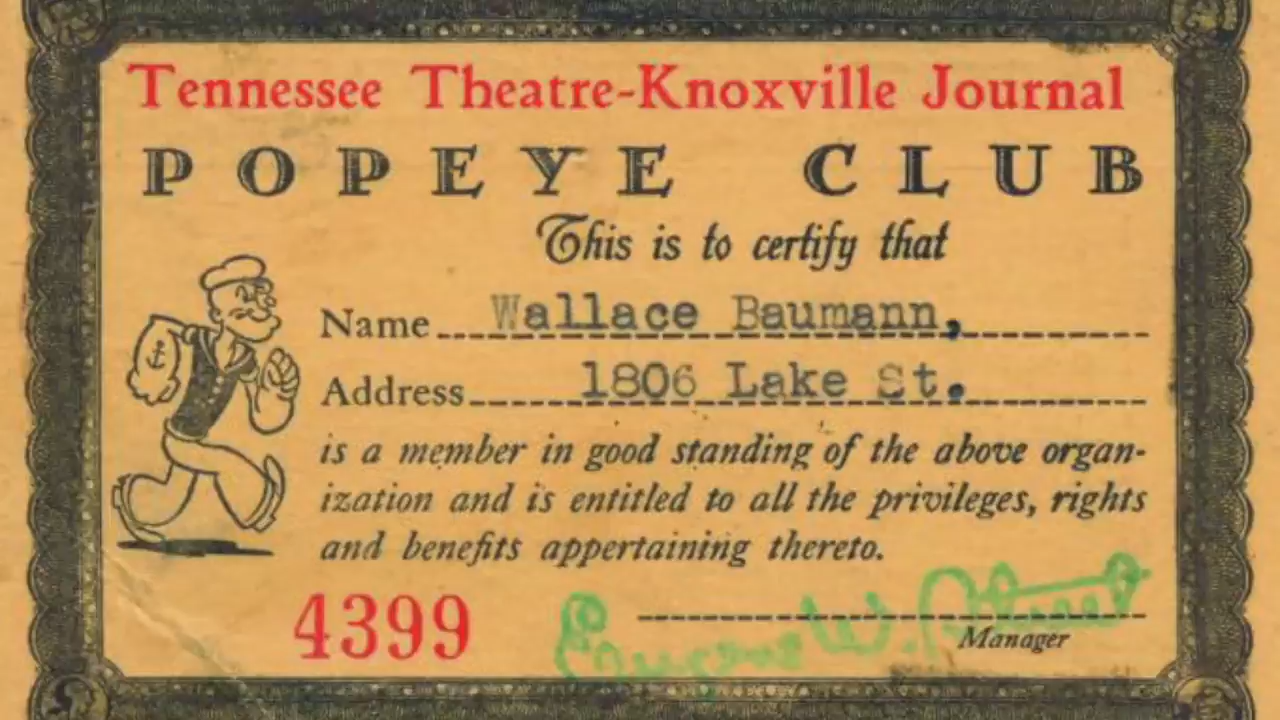 Tennessee Theatre-Knoxville Journal
POPEYE CLUB
This is to certify that
Name Wallace Baumann,
Address 1806 Lake St.
is a member in good standing of the above organ-
ization and is entitled to all the privileges, rights
and benefits appertaining thereto.
4399
Eugene W.
Manager